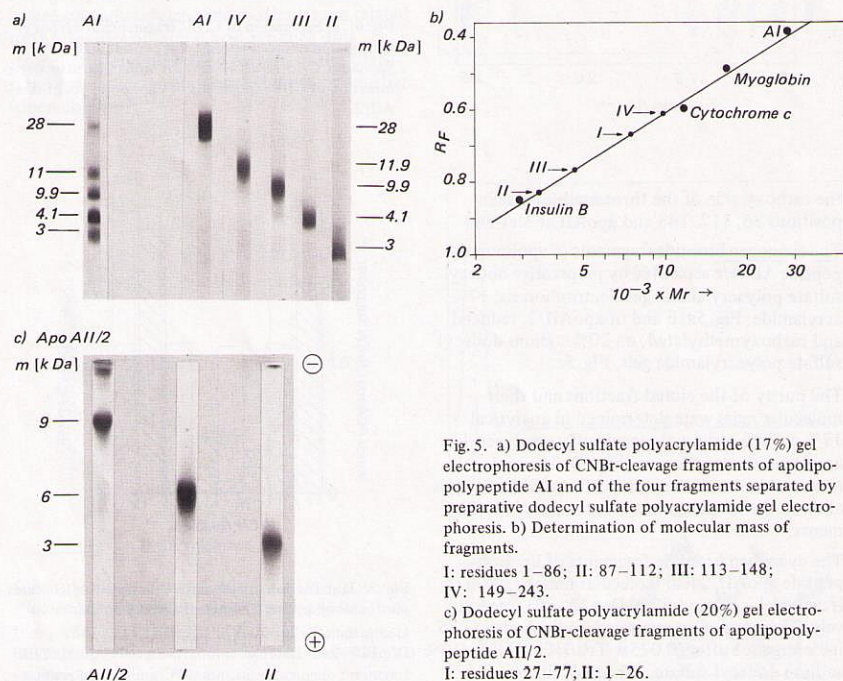 a)
AI AI IV I III II
m [k Da] m [k Da]
28 28
11 11.9
9.9 9.9
4.1 4.1
3 3
b)
RF
0.4
0.6
0.8
1.0
AI
Myoglobin
IV
Cytochrome c
I
III
II
Insulin B
2 5 10 20 30
10-3 x Mr →
c) Apo AII/2
m [k Da]
9
6
3
−
+
AII/2 I II
Fig. 5. a) Dodecyl sulfate polyacrylamide (17%) gel
electrophoresis of CNBr-cleavage fragments of apolipo-
polypeptide AI and of the four fragments separated by
preparative dodecyl sulfate polyacrylamide gel electro-
phoresis. b) Determination of molecular mass of
fragments.
I: residues 1–86; II: 87–112; III: 113–148;
IV: 149–243.
c) Dodecyl sulfate polyacrylamide (20%) gel electro-
phoresis of CNBr-cleavage fragments of apolipopoly-
peptide AII/2.
I: residues 27–77; II: 1–26.